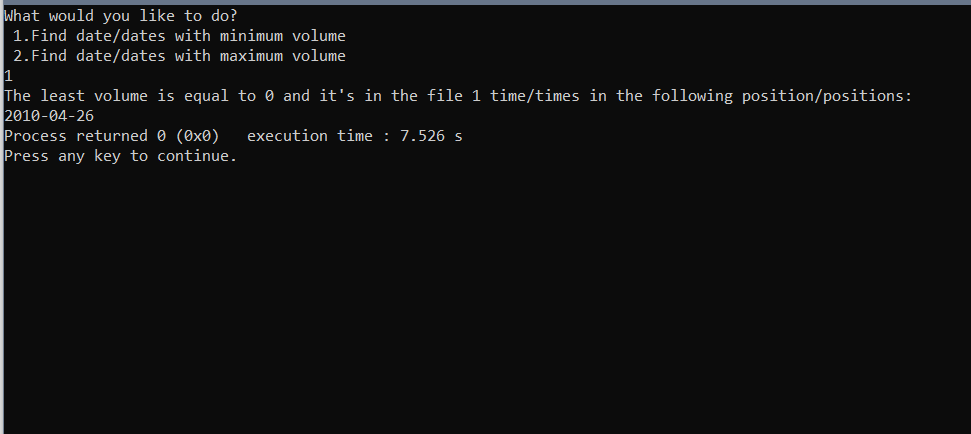 What would you like to do?
 1.Find date/dates with minimum volume
 2.Find date/dates with maximum volume
1
The least volume is equal to 0 and it's in the file 1 time/times in the following position/positions:
2010-04-26
Process returned 0 (0x0)   execution time : 7.526 s
Press any key to continue.